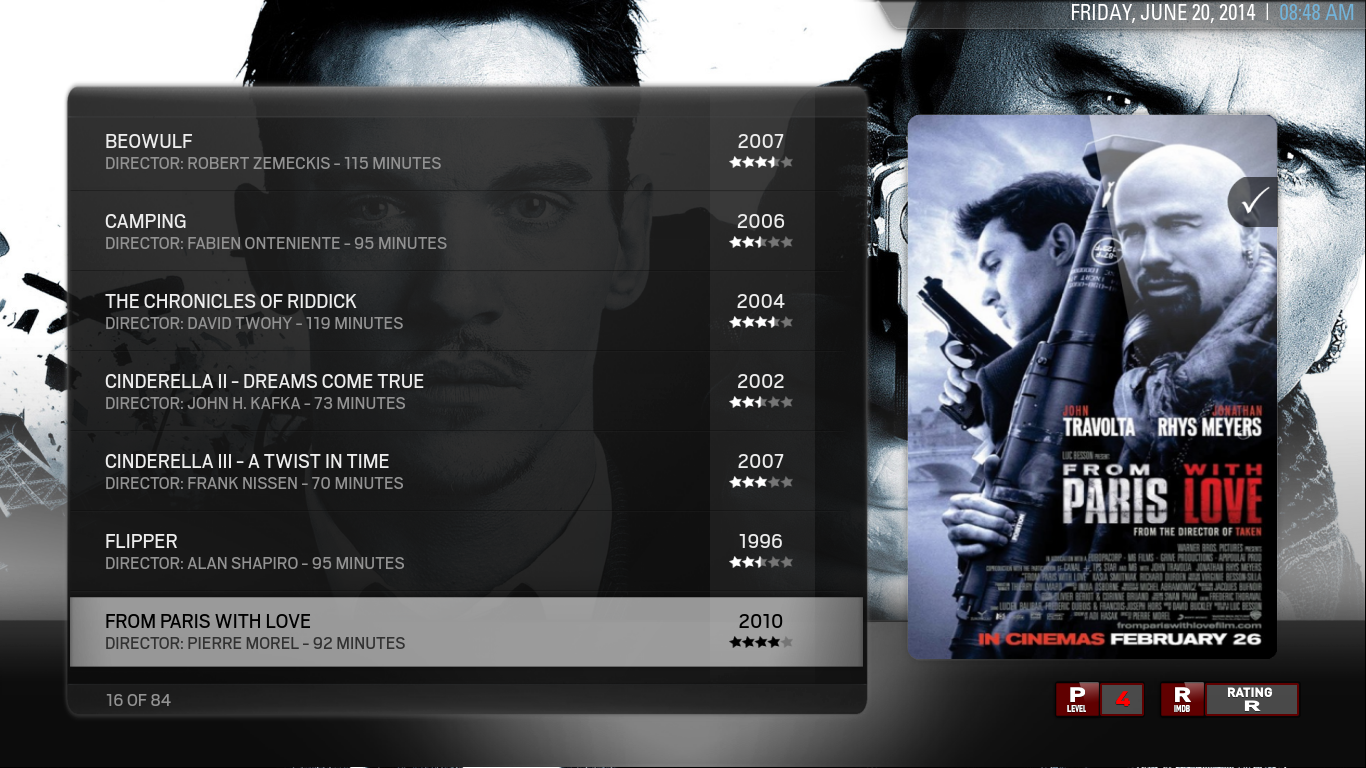 FRIDAY, JUNE 20, 2014 | 08:48 AM
BEOWULF 2007
DIRECTOR: ROBERT ZEMECKIS - 115 MINUTES
CAMPING 2006
DIRECTOR: FABIEN ONTENIENTE - 95 MINUTES
THE CHRONICLES OF RIDDICK 2004
DIRECTOR: DAVID TWOHY - 119 MINUTES
CINDERELLA II - DREAMS COME TRUE 2002
DIRECTOR: JOHN H. KAFKA - 73 MINUTES
CINDERELLA III - A TWIST IN TIME 2007
DIRECTOR: FRANK NISSEN - 70 MINUTES
FLIPPER 1996
DIRECTOR: ALAN SHAPIRO - 95 MINUTES
FROM PARIS WITH LOVE 2010
DIRECTOR: PIERRE MOREL - 92 MINUTES
16 OF 84
JOHN JONATHAN
TRAVOLTA RHYS MEYERS
LUC BESSON PRESENTS
FROM WITH
PARIS LOVE
FROM THE DIRECTOR OF TAKEN
WARNER BROS. PICTURES PRESENTS
frompariswithlovefilm.com
IN CINEMAS FEBRUARY 26
P LEVEL 4
R IMDB RATING R